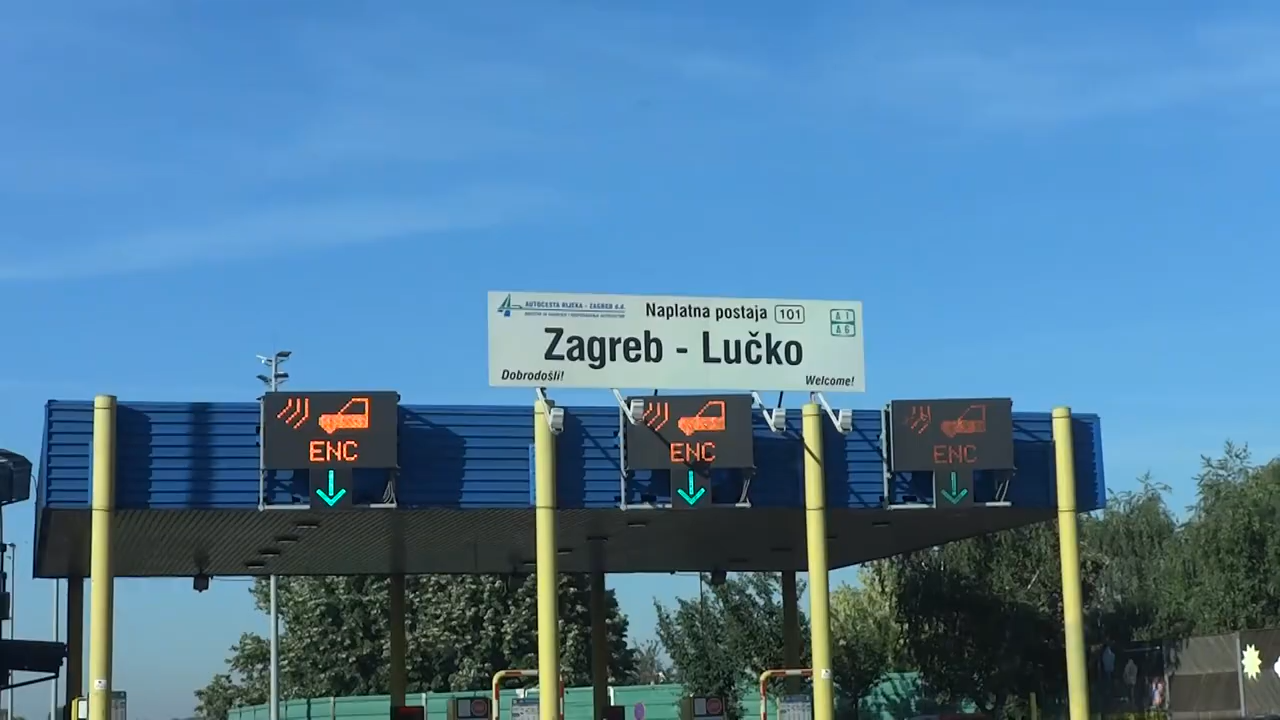 AUTOCESTA RIJEKA - ZAGREB d.d.
Naplatna postaja 101
A1
A6
Zagreb - Lučko
Dobrodošli!
Welcome!
ENC
ENC
ENC